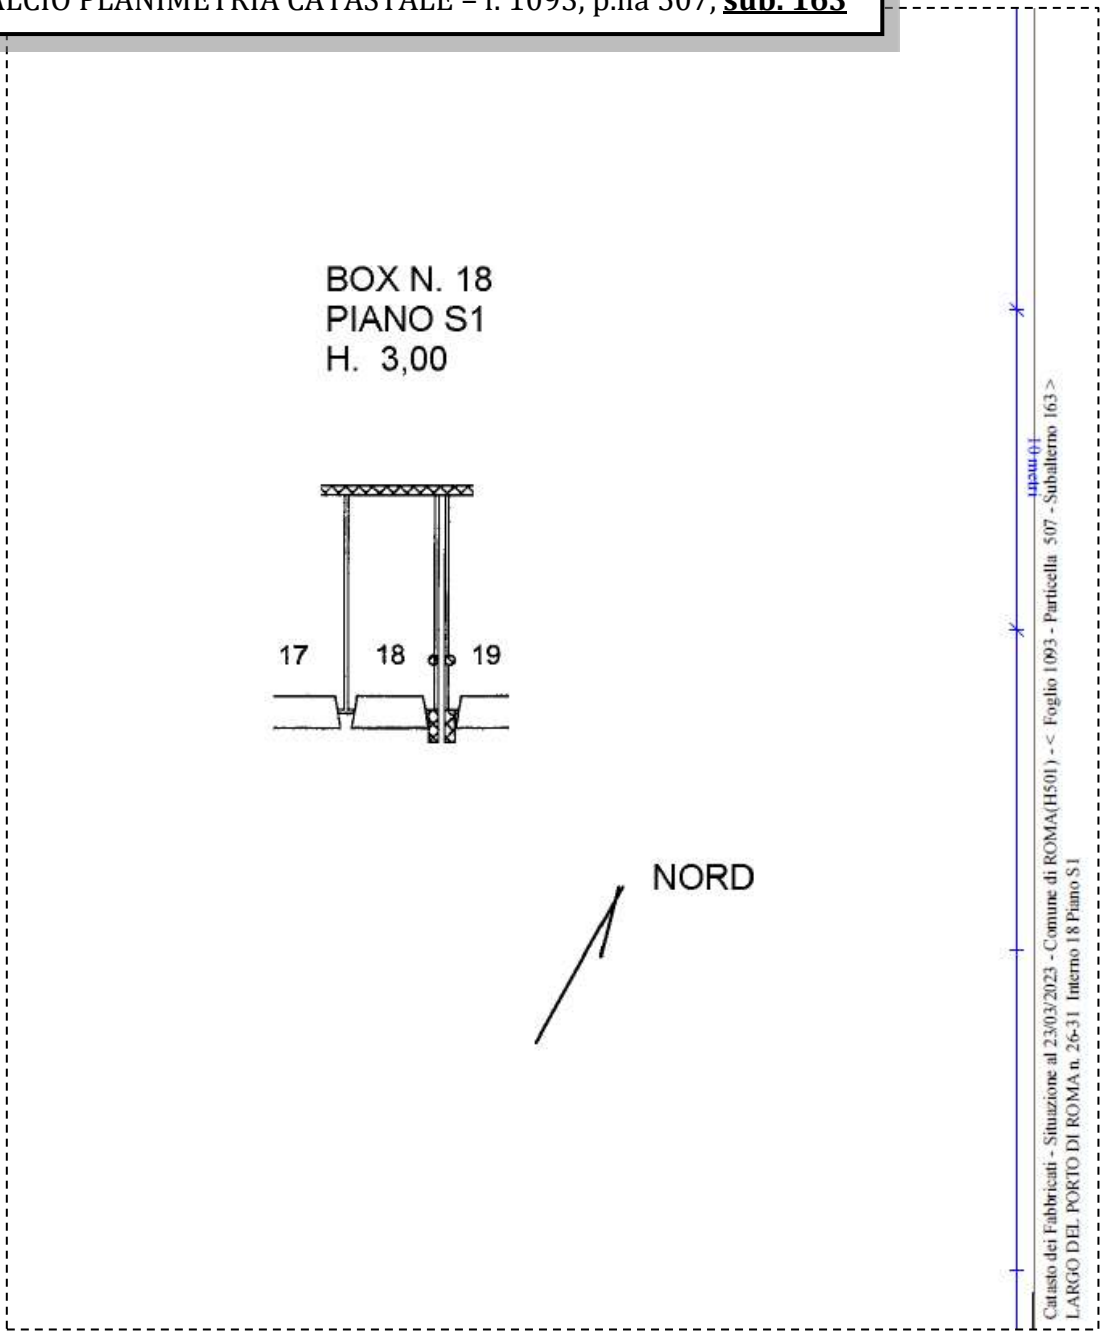 ALCIO PLANIMETRIA CATASTALE – f. 1093, p.lla 507, sub. 163
BOX N. 18
PIANO S1
H. 3,00
17 18 19
NORD
10 metri
Catasto dei Fabbricati - Situazione al 23/03/2023 - Comune di ROMA(H501) - < Foglio 1093 - Particella 507 - Subalterno 163 >
LARGO DEL PORTO DI ROMA n. 26-31 Interno 18 Piano S1